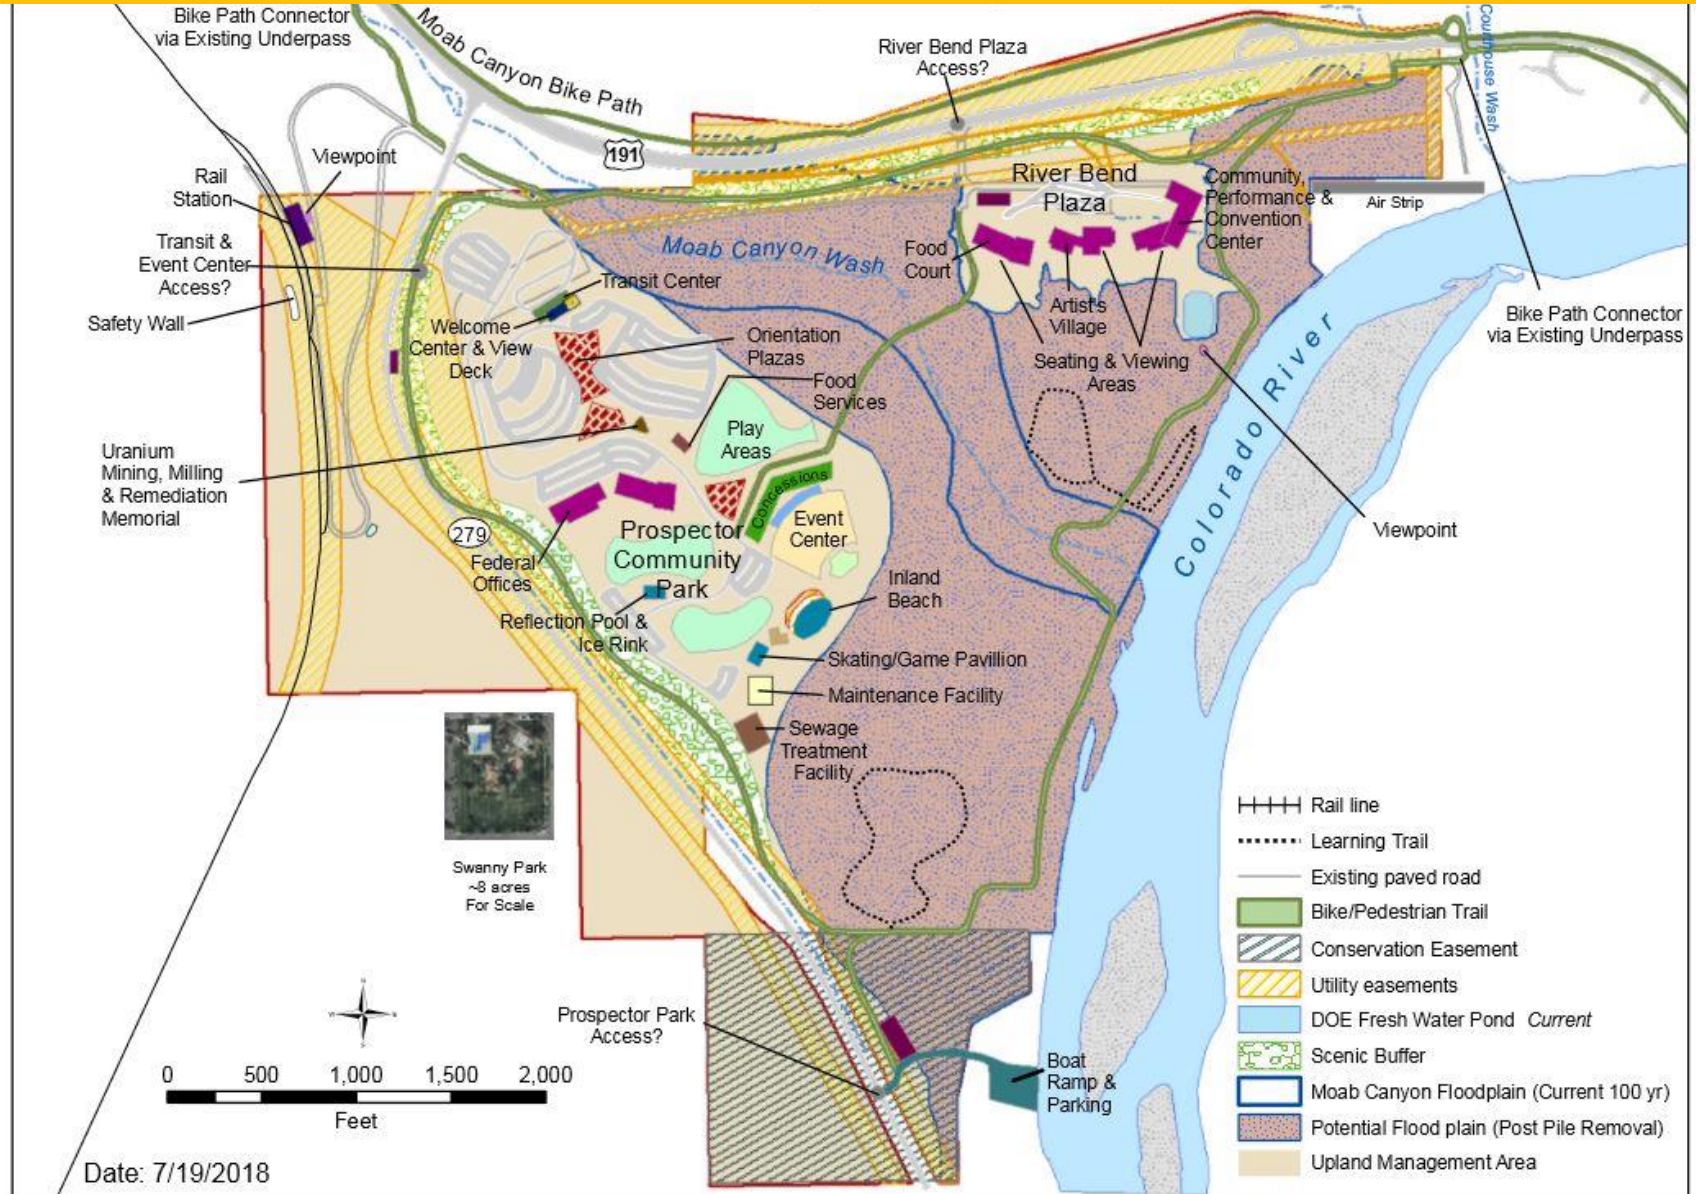 Bike Path Connector
via Existing Underpass
Moab Canyon Bike Path
River Bend Plaza
Access?
Courthouse Wash
191
Viewpoint
Rail
Station
Transit &
Event Center
Access?
Safety Wall
River Bend
Plaza
Community,
Performance &
Convention
Center
Air Strip
Moab Canyon Wash
Food
Court
Transit Center
Welcome
Center & View
Deck
Artist's
Village
Seating & Viewing
Areas
Bike Path Connector
via Existing Underpass
Orientation
Plazas
Food
Services
Colorado River
Play
Areas
Uranium
Mining, Milling
& Remediation
Memorial
Concessions
Event
Center
Viewpoint
279
Prospector
Community
Park
Federal
Offices
Inland
Beach
Reflection Pool &
Ice Rink
Skating/Game Pavillion
Maintenance Facility
Sewage
Treatment
Facility
Swanny Park
~8 acres
For Scale
Prospector Park
Access?
Boat
Ramp &
Parking
0 500 1,000 1,500 2,000
Feet
Date: 7/19/2018
Rail line
Learning Trail
Existing paved road
Bike/Pedestrian Trail
Conservation Easement
Utility easements
DOE Fresh Water Pond Current
Scenic Buffer
Moab Canyon Floodplain (Current 100 yr)
Potential Flood plain (Post Pile Removal)
Upland Management Area